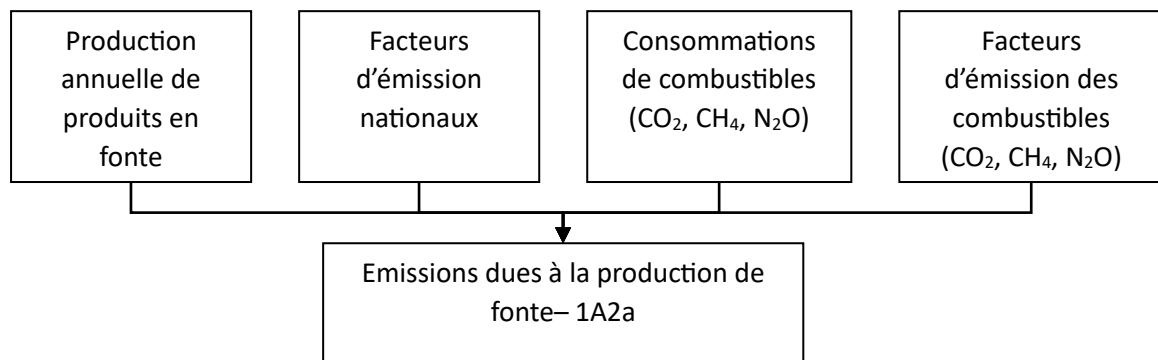 Production
annuelle de
produits en
fonte
Facteurs
d’émission
nationaux
Consommations
de combustibles
(CO₂, CH₄, N₂O)
Facteurs
d’émission des
combustibles
(CO₂, CH₄, N₂O)
Emissions dues à la production de
fonte– 1A2a